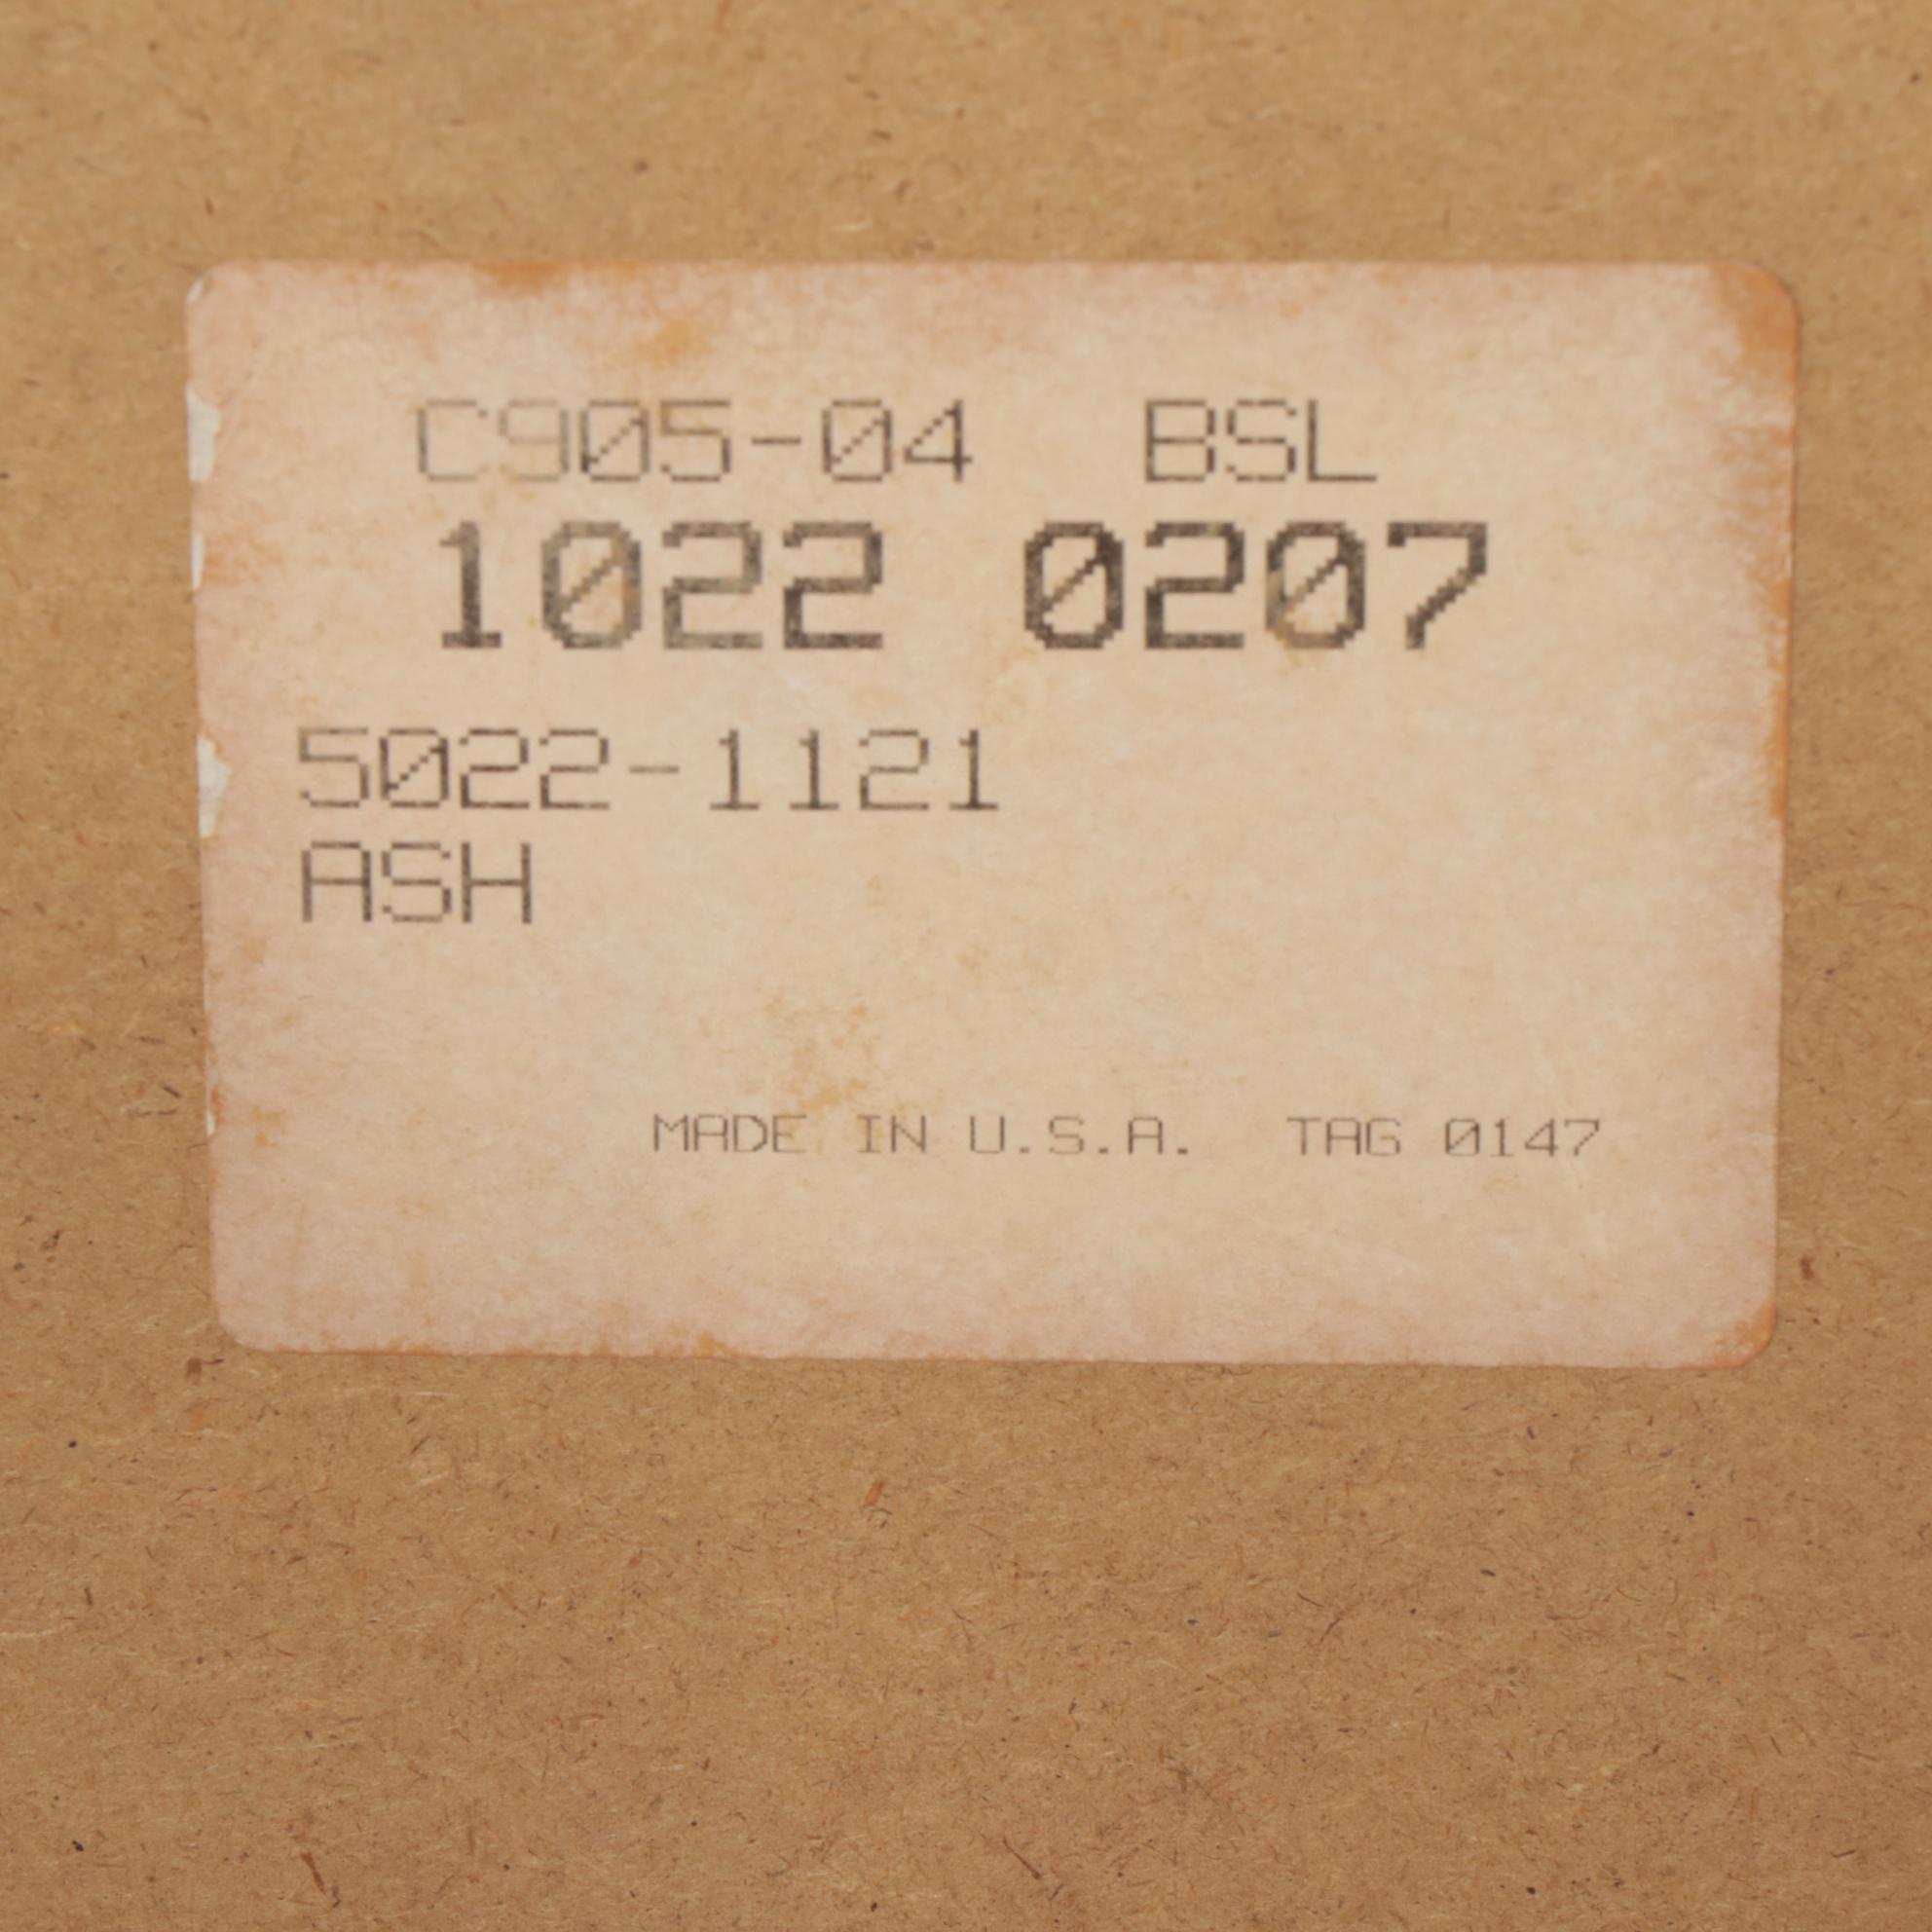 C905-04 BSL
1022 0207
5022-1121
ASH
MADE IN U.S.A. TAG 0147